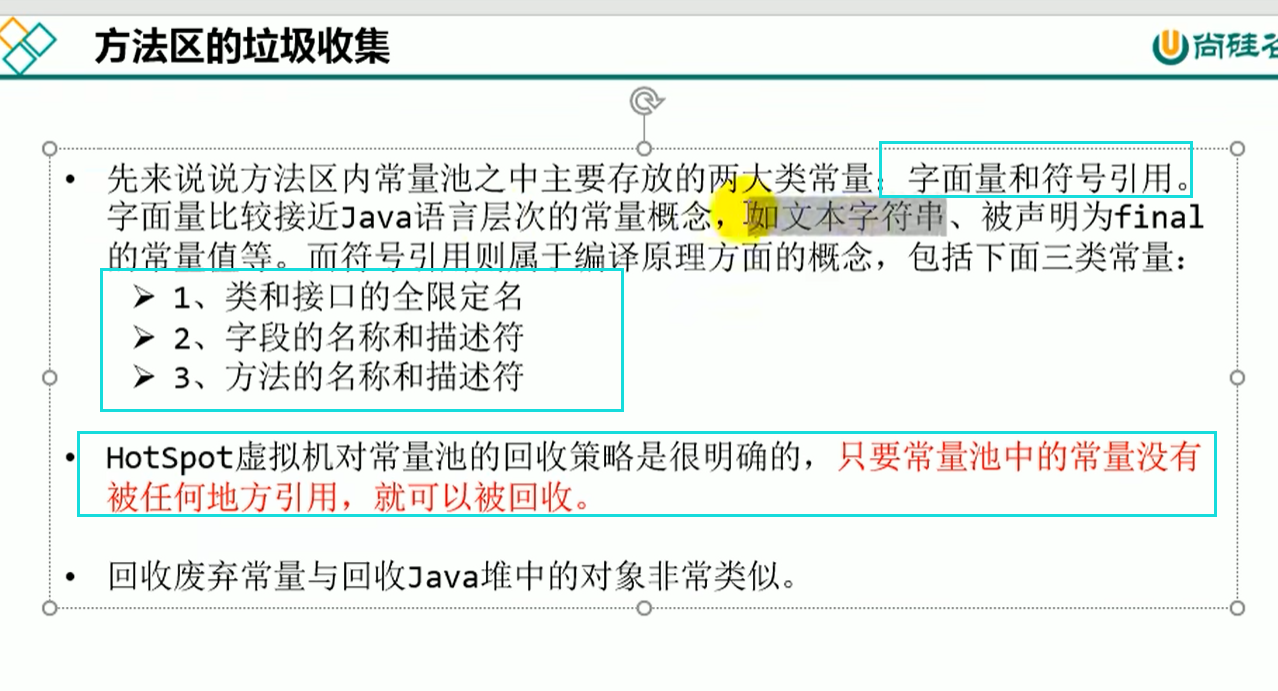 方法区的垃圾收集
尚硅谷
先来说说方法区内常量池之中主要存放的两大类常量：字面量和符号引用。
字面量比较接近Java语言层次的常量概念，如文本字符串、被声明为final
的常量值等。而符号引用则属于编译原理方面的概念，包括下面三类常量：
1、类和接口的全限定名
2、字段的名称和描述符
3、方法的名称和描述符
HotSpot虚拟机对常量池的回收策略是很明确的，只要常量池中的常量没有
被任何地方引用，就可以被回收。
回收废弃常量与回收Java堆中的对象非常类似。